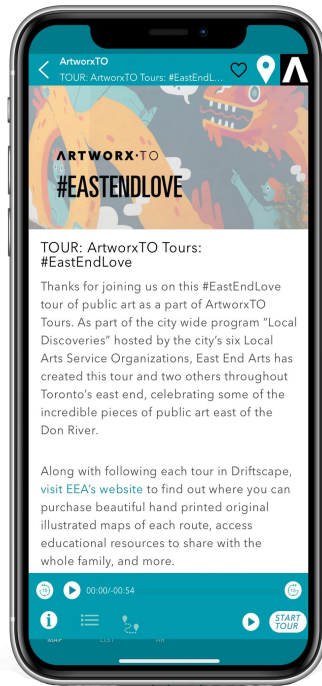 ArtworxTO
TOUR: ArtworxTO Tours: #EastEndL...
ARTWORX·TO
#EASTENDLOVE
TOUR: ArtworxTO Tours:
#EastEndLove
Thanks for joining us on this #EastEndLove
tour of public art as a part of ArtworxTO
Tours. As part of the city wide program "Local
Discoveries" hosted by the city's six Local
Arts Service Organizations, East End Arts has
created this tour and two others throughout
Toronto's east end, celebrating some of the
incredible pieces of public art east of the
Don River.
Along with following each tour in Driftscape,
visit EEA's website to find out where you can
purchase beautiful hand printed original
illustrated maps of each route, access
educational resources to share with the
whole family, and more.
15
00:00/-00:54
15
START
TOUR
MAP LIST AR